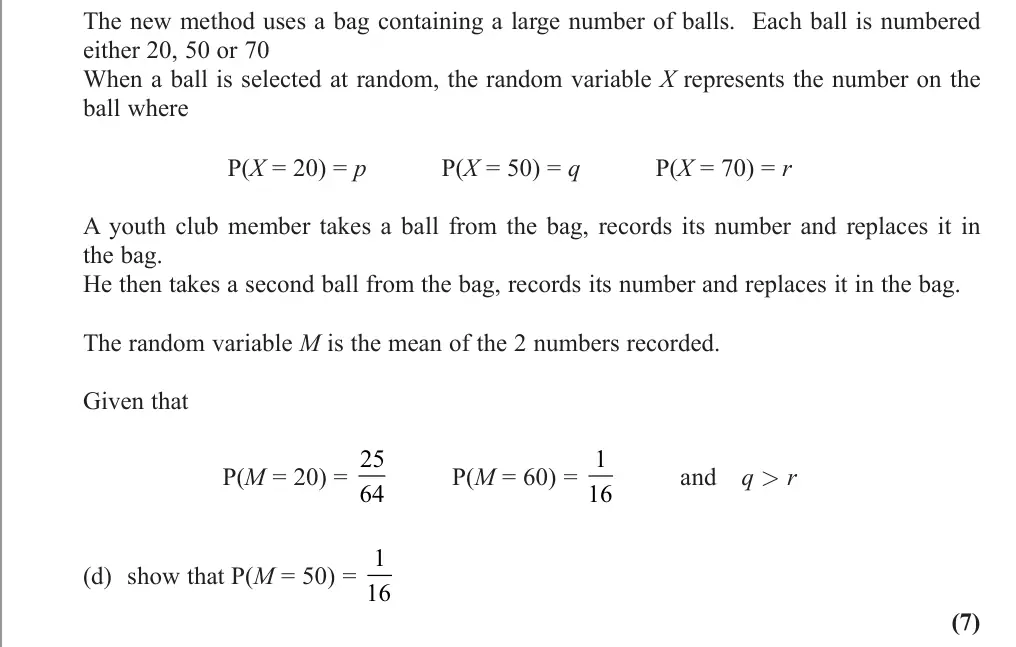 The new method uses a bag containing a large number of balls. Each ball is numbered
either 20, 50 or 70
When a ball is selected at random, the random variable X represents the number on the
ball where
P(X = 20) = p P(X = 50) = q P(X = 70) = r
A youth club member takes a ball from the bag, records its number and replaces it in
the bag.
He then takes a second ball from the bag, records its number and replaces it in the bag.
The random variable M is the mean of the 2 numbers recorded.
Given that
P(M = 20) = 25/64 P(M = 60) = 1/16 and q > r
(d) show that P(M = 50) = 1/16
(7)